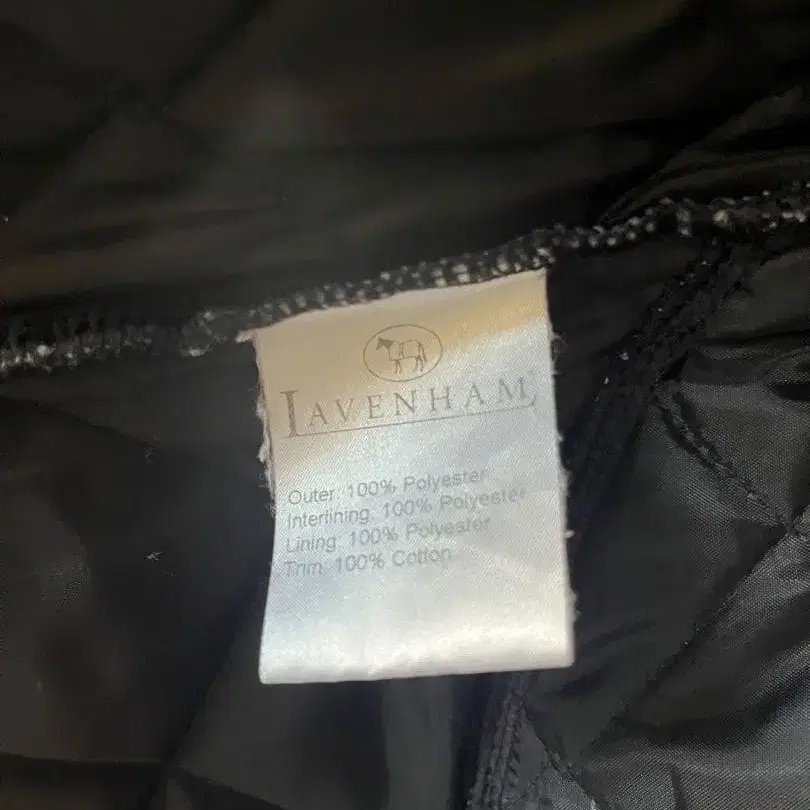 LAVENHAM
Outer: 100% Polyester
Interlining: 100% Polyester
Lining: 100% Polyester
Trim: 100% Cotton